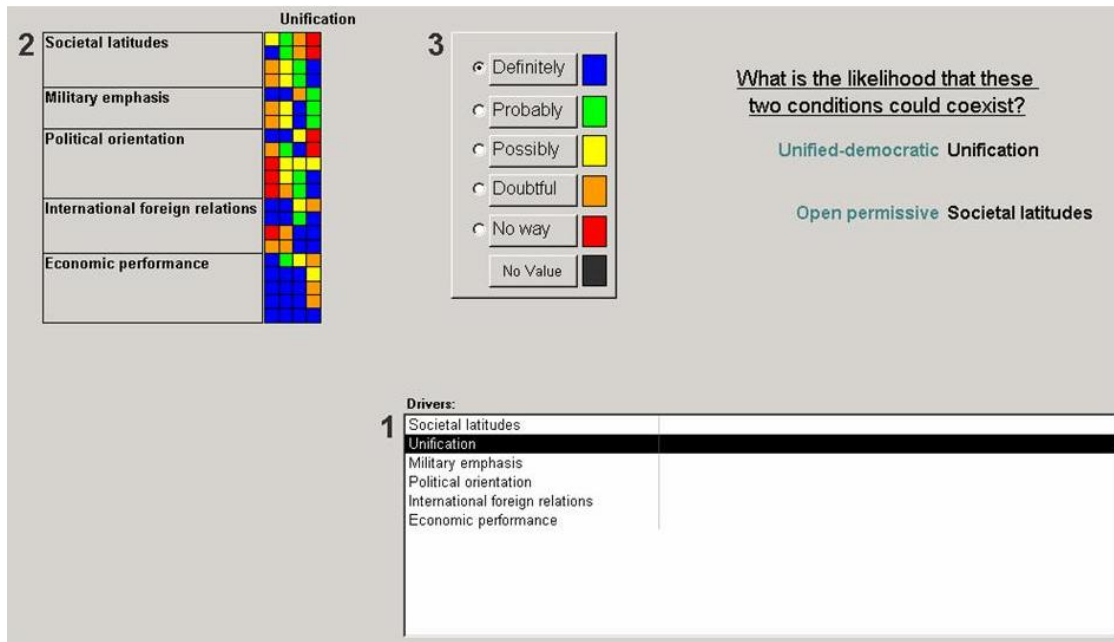 Unification
2
Societal latitudes
Military emphasis
Political orientation
International foreign relations
Economic performance
3
Definitely
Probably
Possibly
Doubtful
No way
No Value
What is the likelihood that these
two conditions could coexist?
Unified-democratic Unification
Open permissive Societal latitudes
1
Drivers:
Societal latitudes
Unification
Military emphasis
Political orientation
International foreign relations
Economic performance